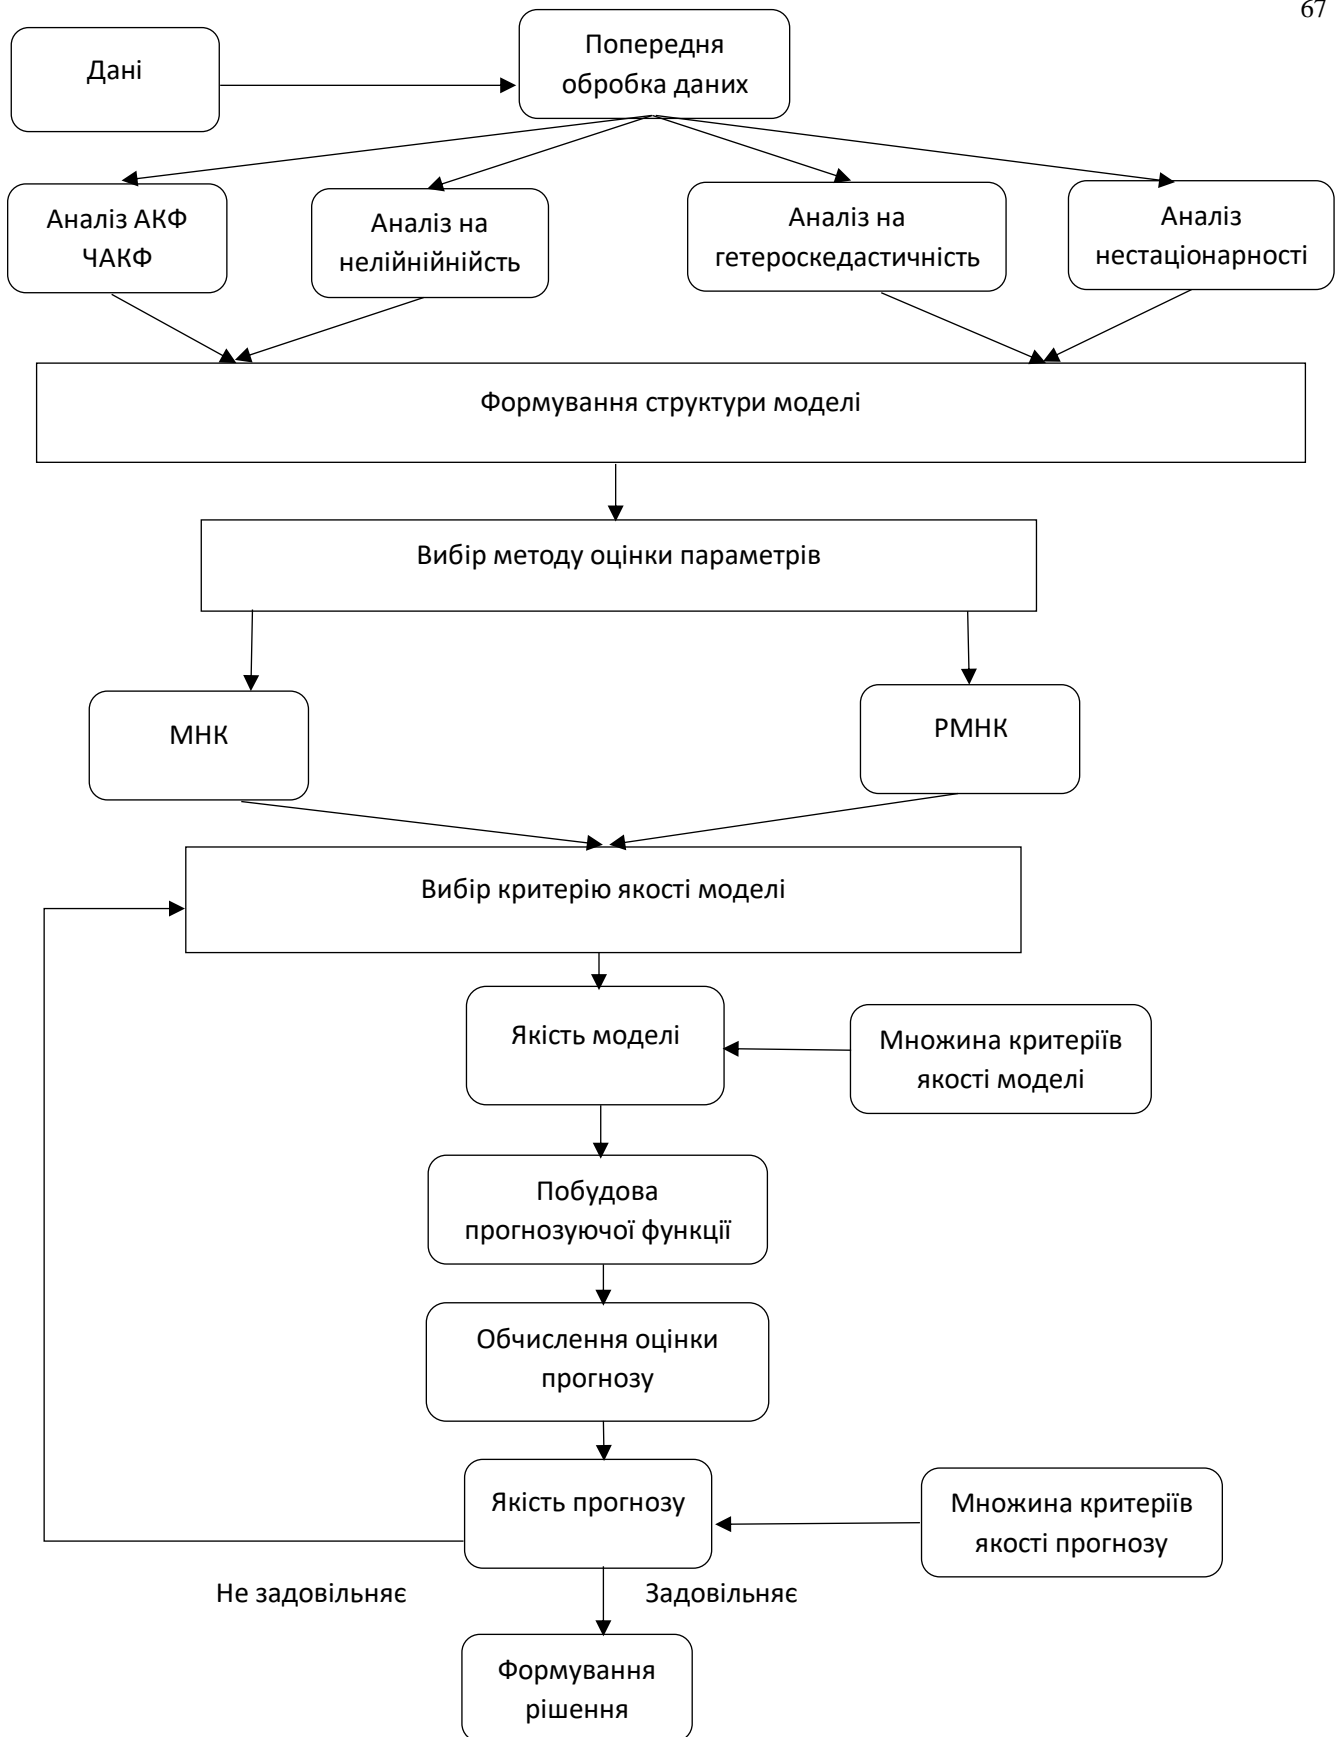 67
Дані
Попередня
обробка даних
Аналіз АКФ
ЧАКФ
Аналіз на
нелійнійнійсть
Аналіз на
гетероскедастичність
Аналіз
нестаціонарності
Формування структури моделі
Вибір методу оцінки параметрів
МНК
РМНК
Вибір критерію якості моделі
Якість моделі
Множина критеріїв
якості моделі
Побудова
прогнозуючої функції
Обчислення оцінки
прогнозу
Якість прогнозу
Множина критеріїв
якості прогнозу
Не задовільняє
Задовільняє
Формування
рішення